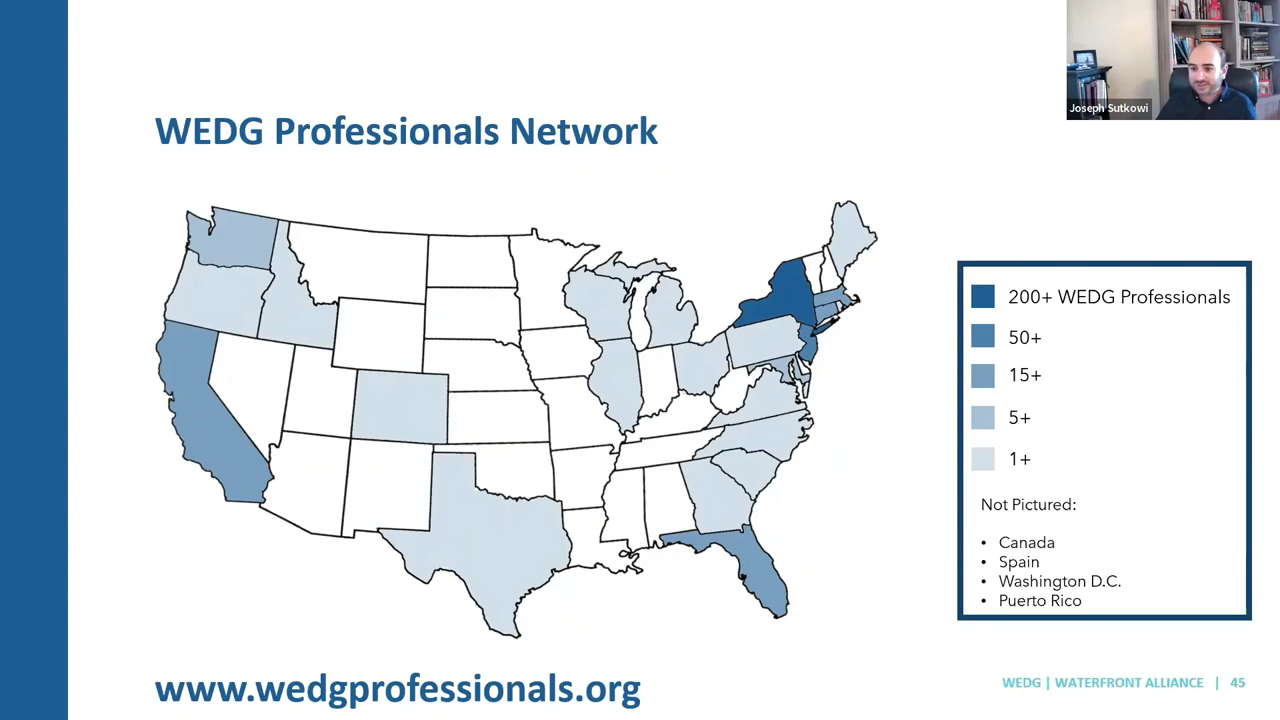 Joseph Sutkowi
WEDG Professionals Network
200+ WEDG Professionals
50+
15+
5+
1+
Not Pictured:
• Canada
• Spain
• Washington D.C.
• Puerto Rico
www.wedgprofessionals.org
WEDG | WATERFRONT ALLIANCE | 45